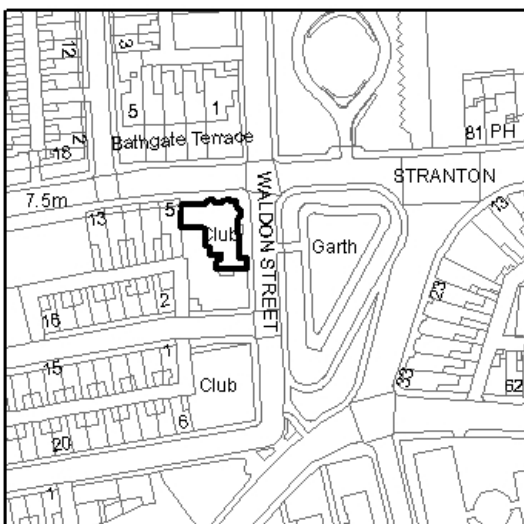 12
3
5
1
2
18
Bathgate Terrace
81 PH
STRANTON
7.5m
13
5
Club
WALDON STREET
Garth
13
23
33
62
2
16
1
15
Club
6
20
1